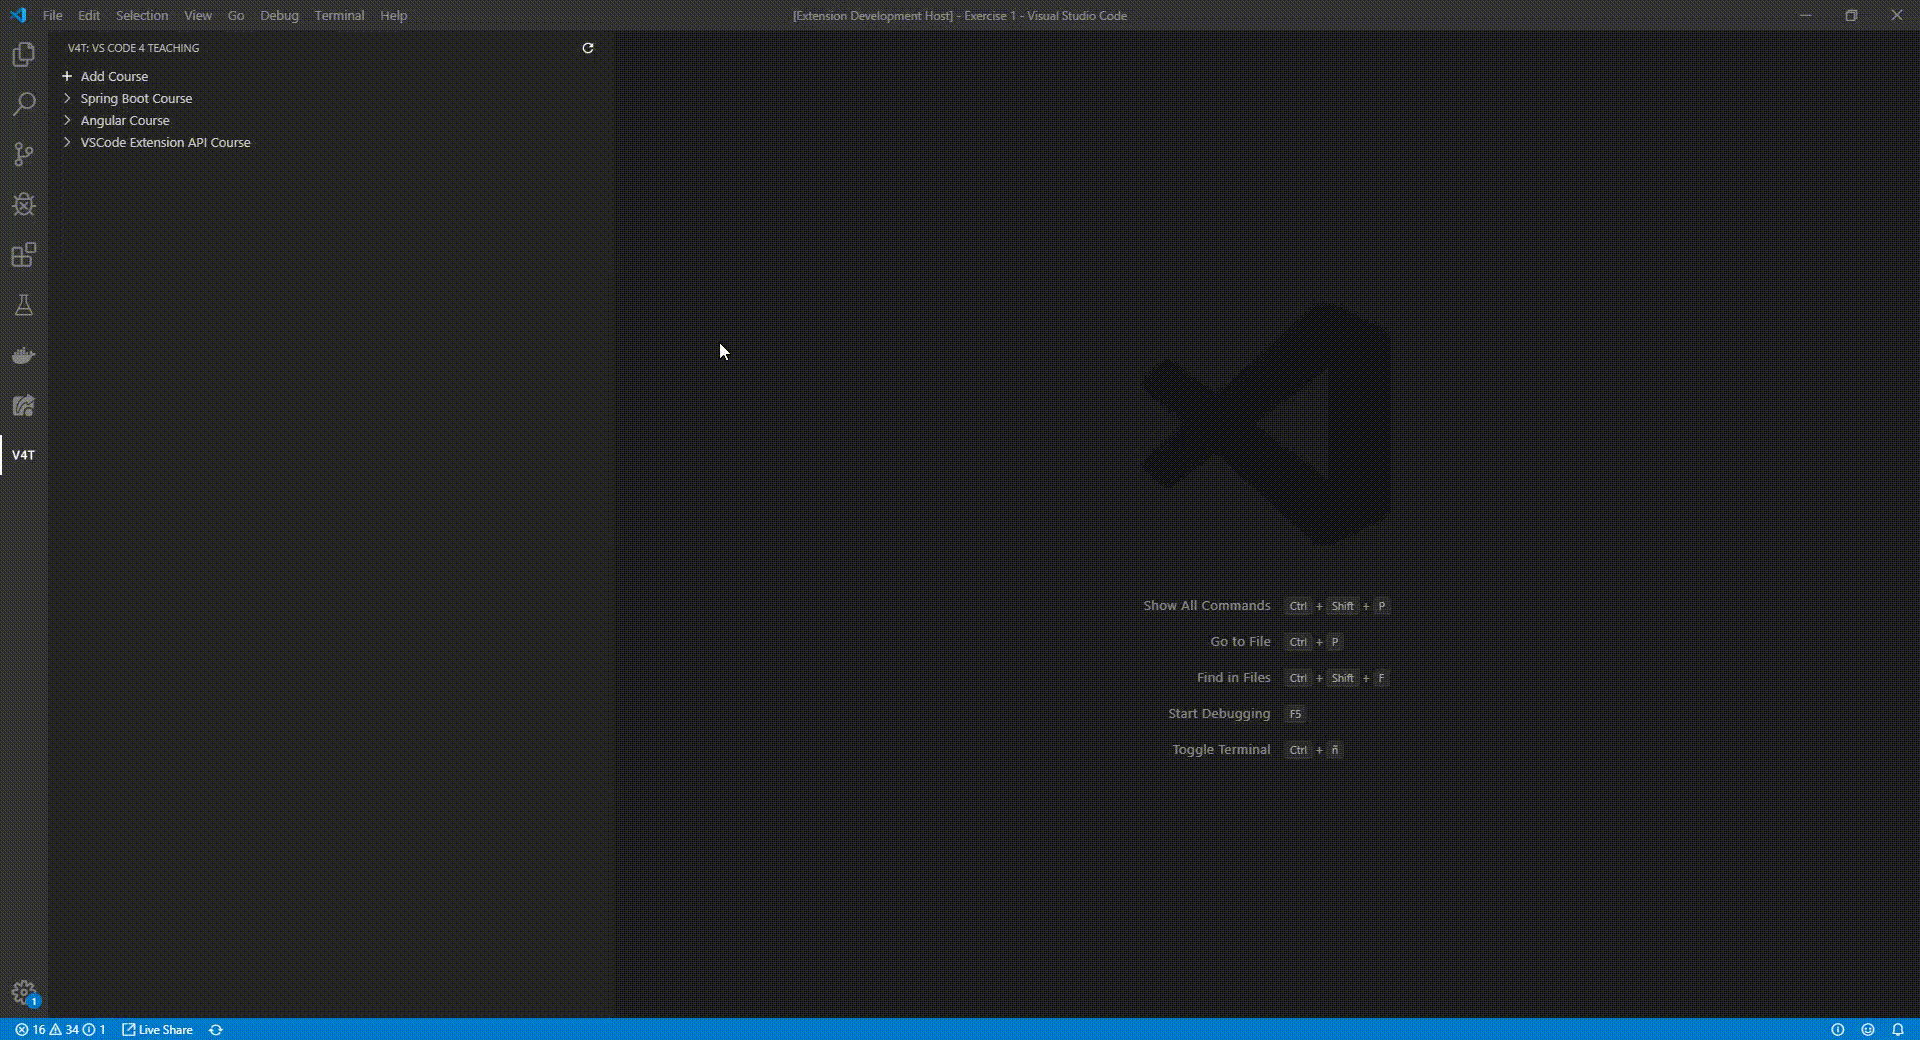 File Edit Selection View Go Debug Terminal Help
[Extension Development Host] - Exercise 1 - Visual Studio Code
V4T: VS CODE 4 TEACHING
Add Course
Spring Boot Course
Angular Course
VSCode Extension API Course
V4T
Show All Commands Ctrl + Shift + P
Go to File Ctrl + P
Find in Files Ctrl + Shift + F
Start Debugging F5
Toggle Terminal Ctrl + ñ
1
16 34 1 Live Share